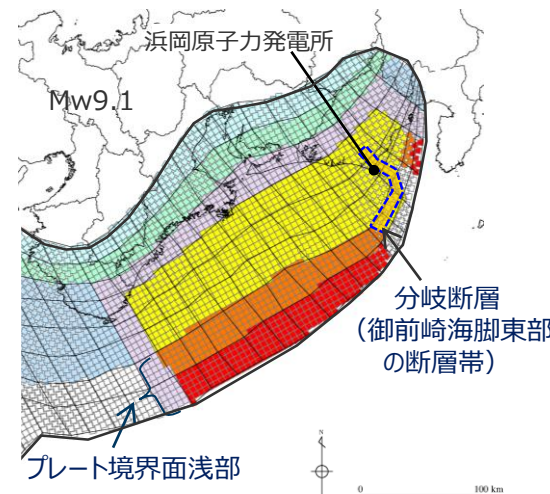 浜岡原子力発電所
Mw9.1
分岐断層
（御前崎海脚東部
の断層帯）
プレート境界面浅部
N
0 100 km